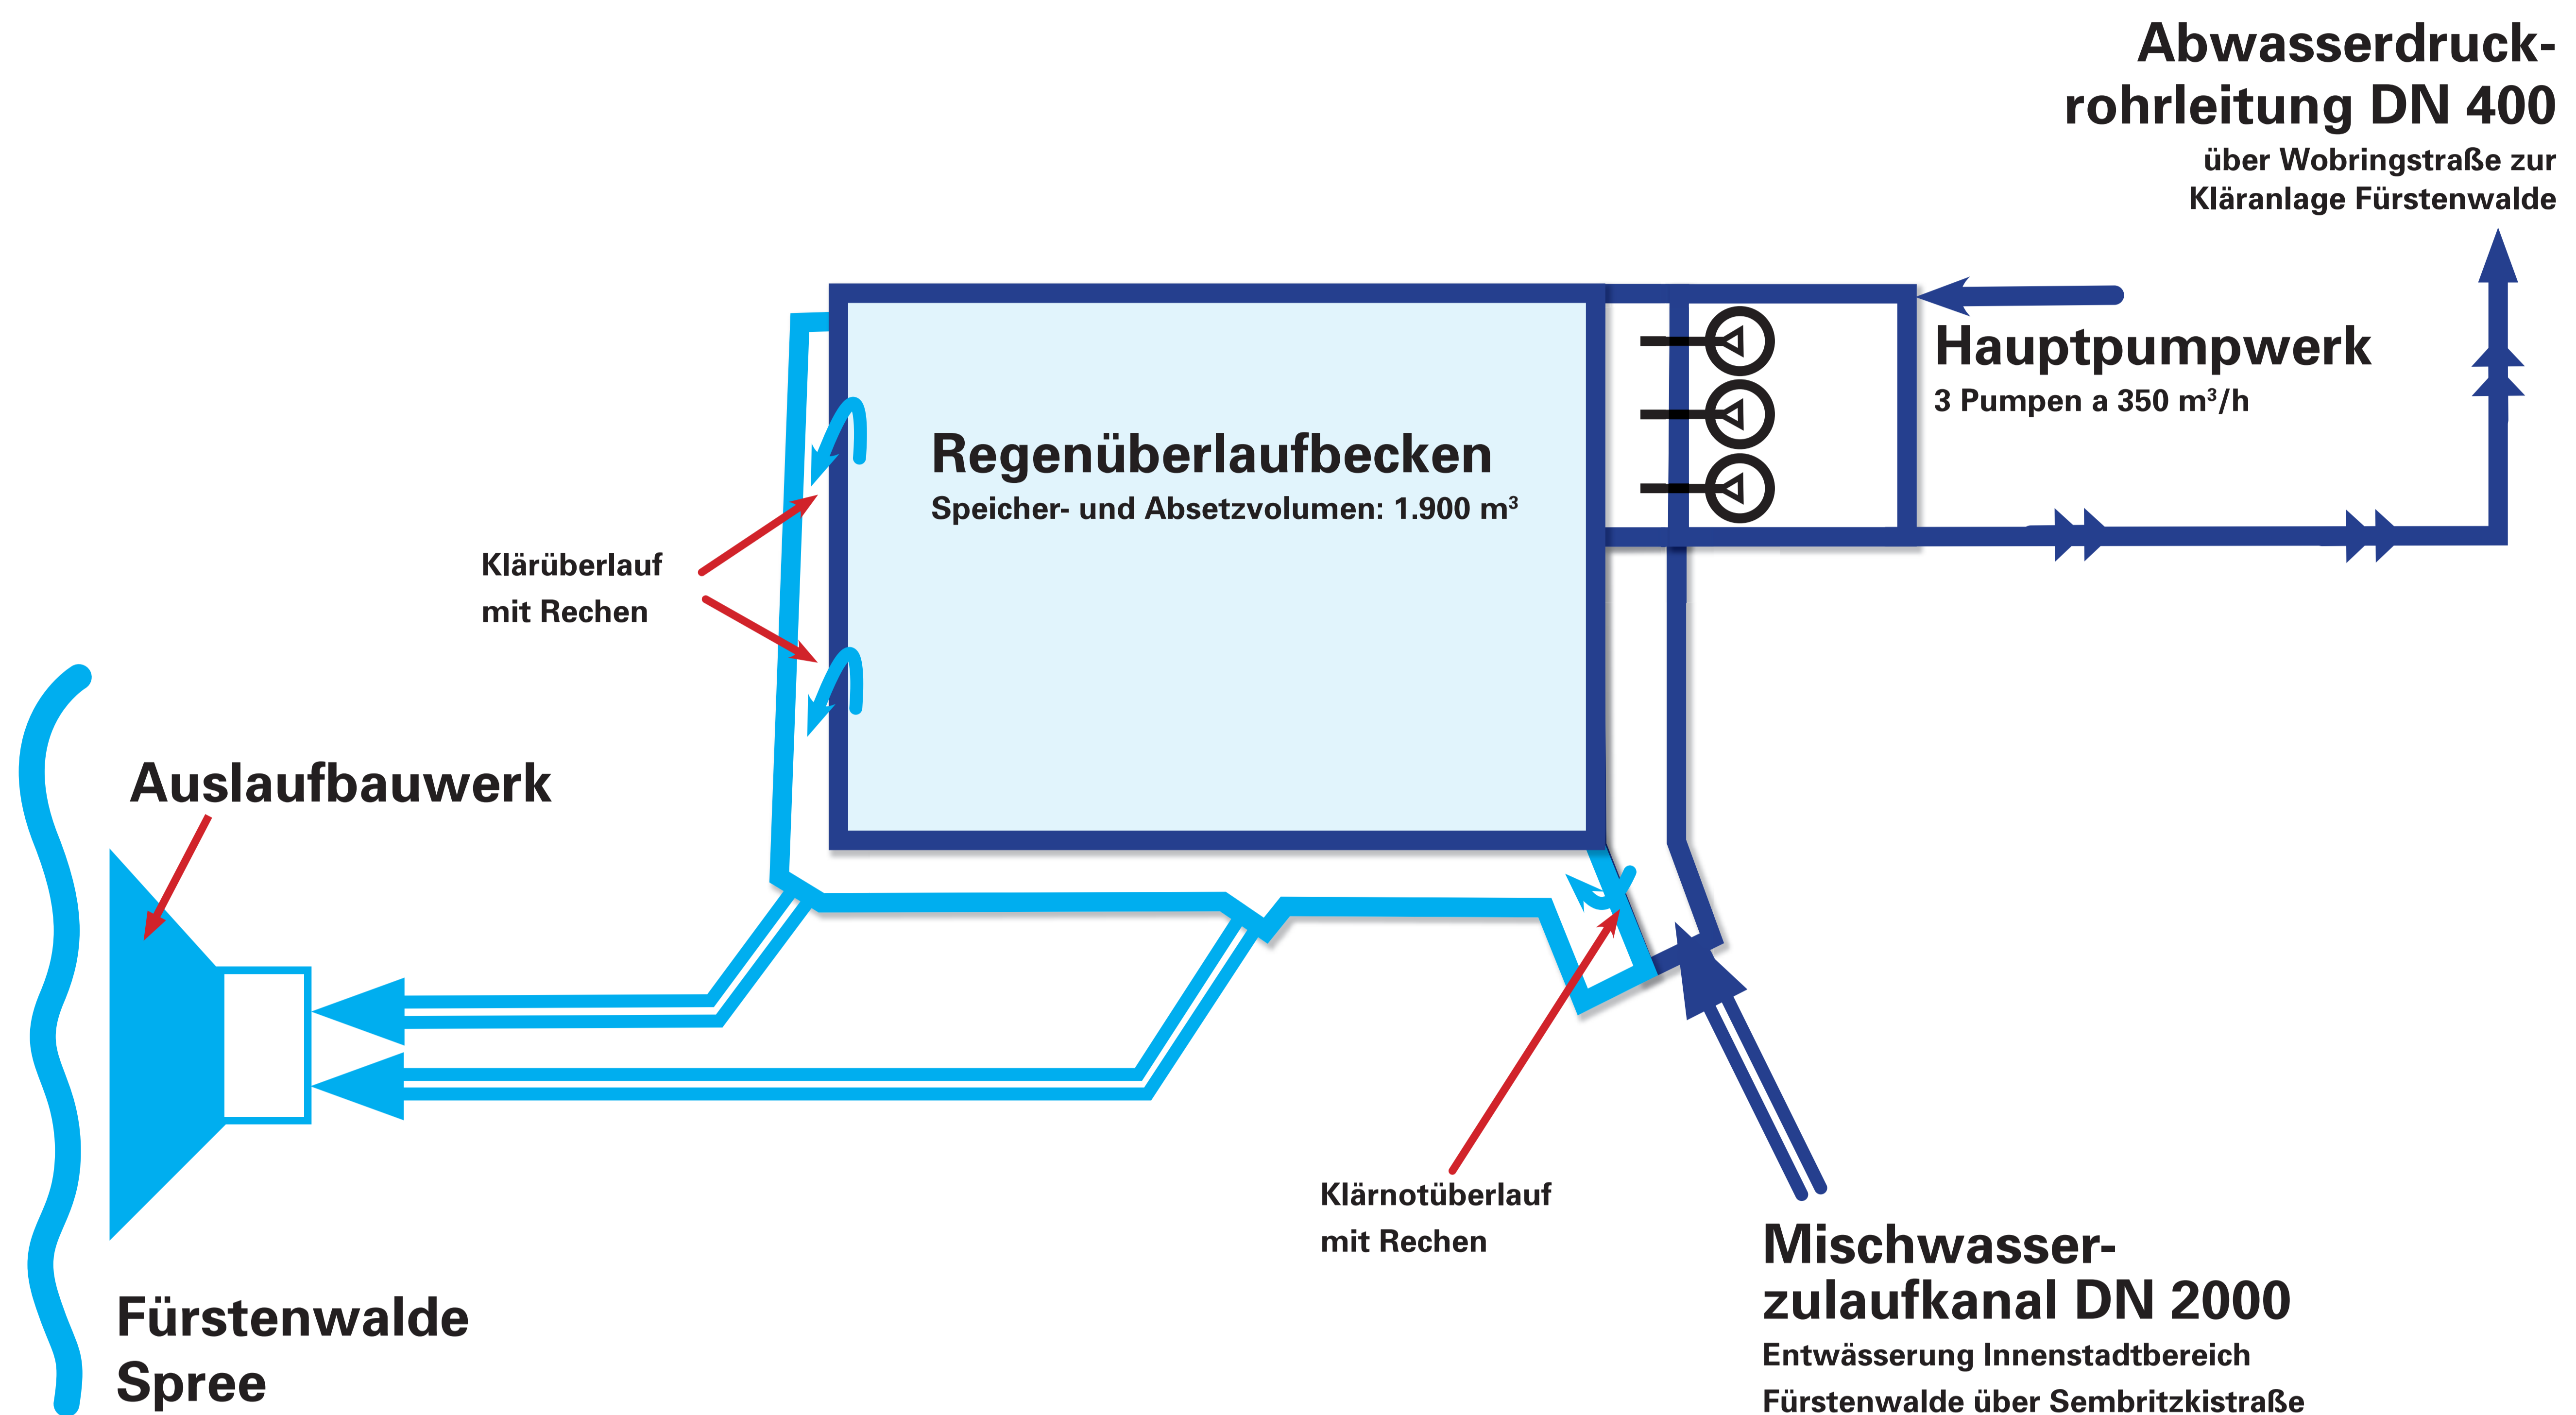 Abwasserdruck-
rohrleitung DN 400
über Wobringstraße zur
Kläranlage Fürstenwalde
Hauptpumpwerk
3 Pumpen a 350 m³/h
Regenüberlaufbecken
Speicher- und Absetzvolumen: 1.900 m³
Klärüberlauf
mit Rechen
Auslaufbauwerk
Klärnotüberlauf
mit Rechen
Mischwasser-
zulaufkanal DN 2000
Entwässerung Innenstadtbereich
Fürstenwalde über Sembritzkistraße
Fürstenwalde
Spree